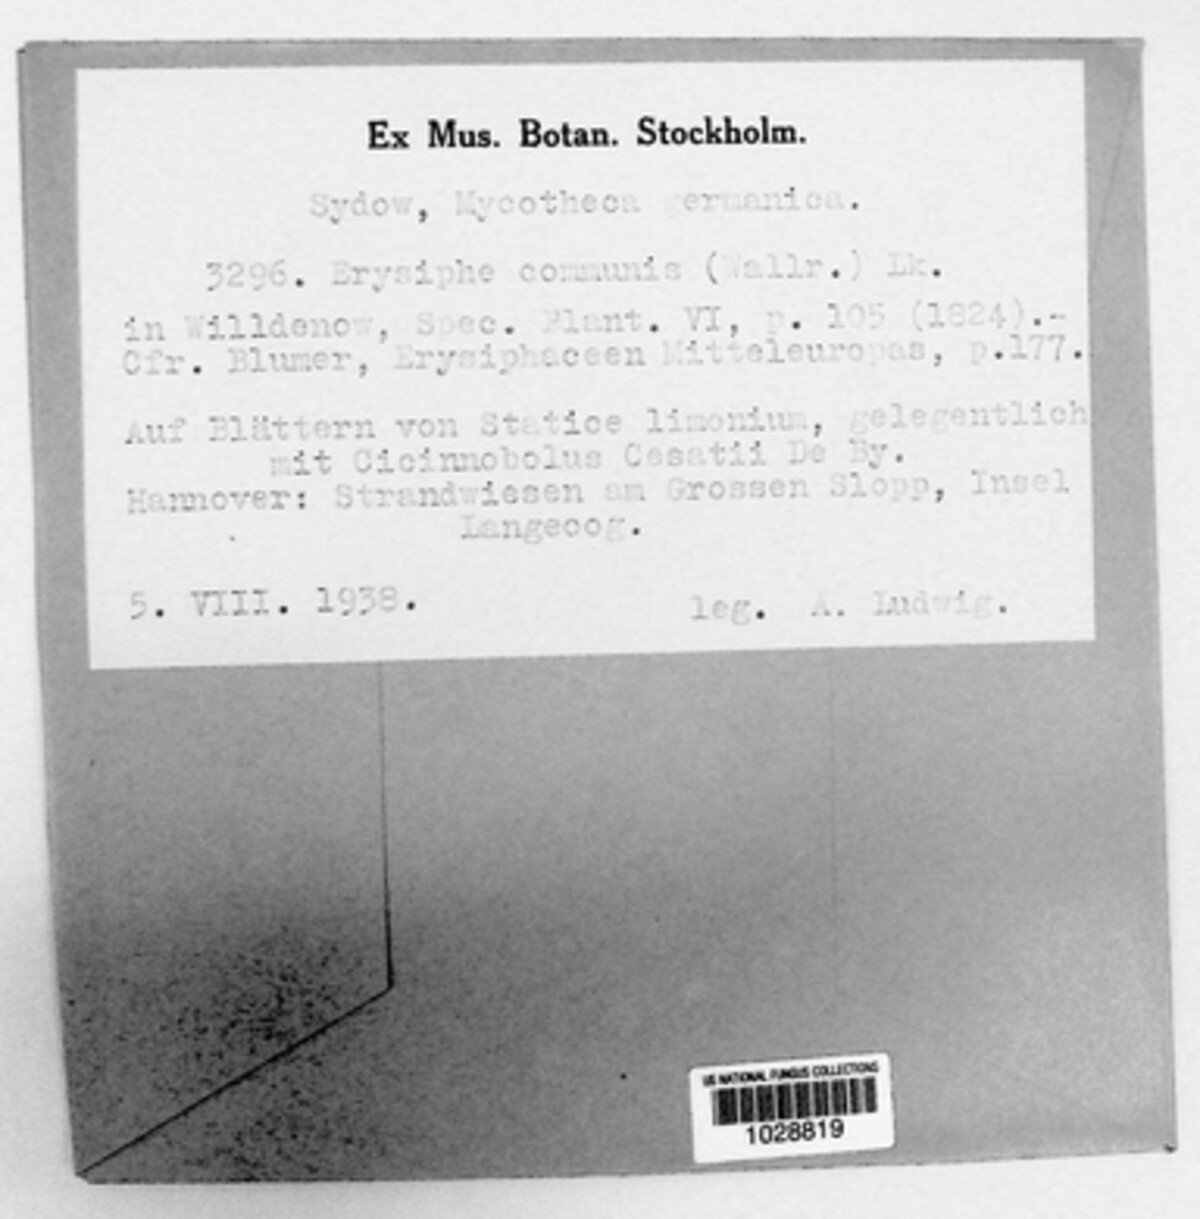 Ex Mus. Botan. Stockholm.
Sydow, Mycotheca germanica.
3296. Erysiphe communis (Wallr.) Lk.
in Willdenow, Spec. Plant. VI, p. 105 (1824).-
Cfr. Blumer, Erysiphaceen Mitteleuropas, p.177.
Auf Blättern von Statice limonium, gelegentlich
mit Cicinnobolus Cesatii De By.
Hannover: Strandwiesen am Grossen Slopp, Insel
Langeoog.
5. VIII. 1938. leg. A. Ludwig.
US NATIONAL FUNGUS COLLECTIONS
1028819